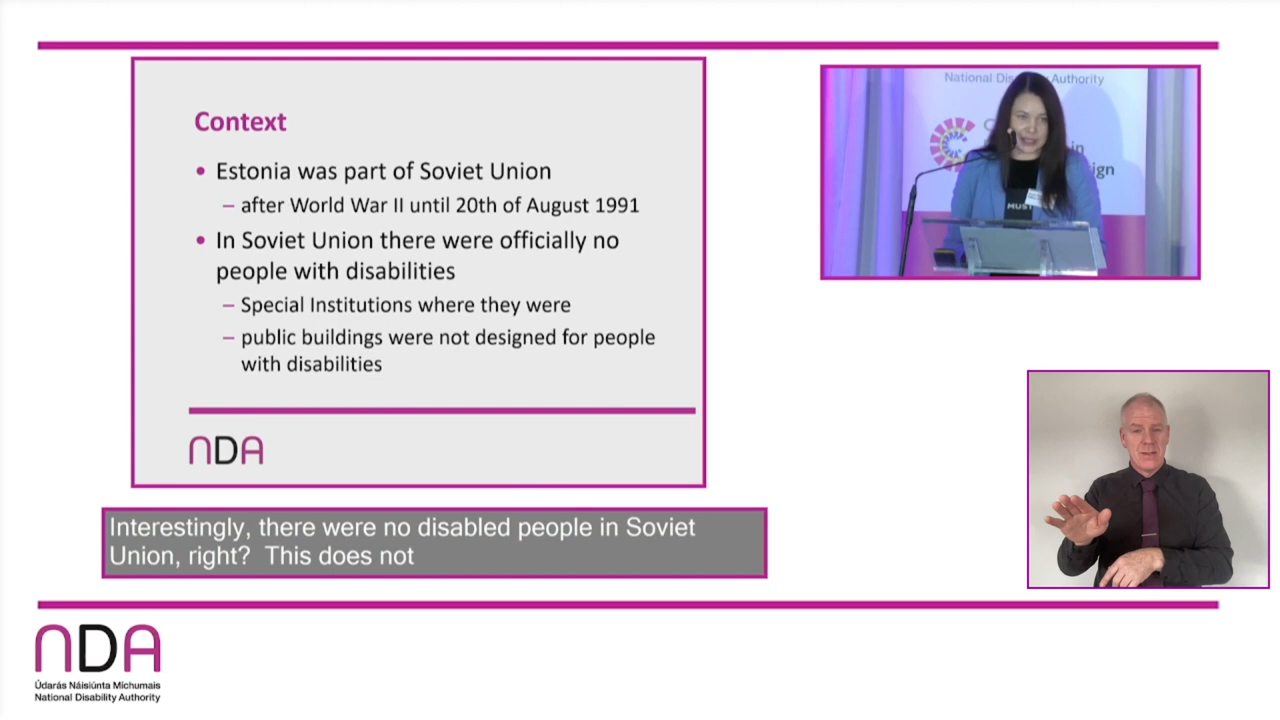 Context
• Estonia was part of Soviet Union
– after World War II until 20th of August 1991
• In Soviet Union there were officially no
people with disabilities
– Special Institutions where they were
– public buildings were not designed for people
with disabilities
NDA
National Disability Authority
in
ign
MUST
Interestingly, there were no disabled people in Soviet
Union, right? This does not
NDA
Údarás Náisiúnta Míchumais
National Disability Authority